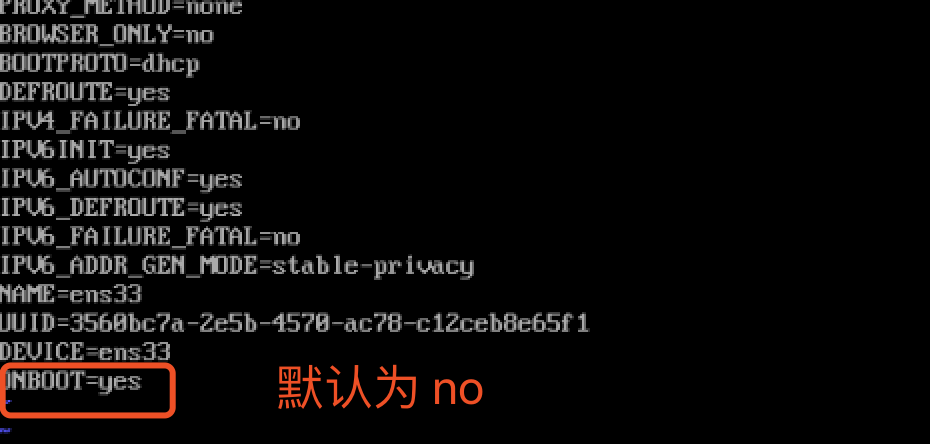 PROXY_METHOD=none
BROWSER_ONLY=no
BOOTPROTO=dhcp
DEFROUTE=yes
IPV4_FAILURE_FATAL=no
IPV6INIT=yes
IPV6_AUTOCONF=yes
IPV6_DEFROUTE=yes
IPV6_FAILURE_FATAL=no
IPV6_ADDR_GEN_MODE=stable-privacy
NAME=ens33
UUID=3560bc7a-2e5b-4570-ac78-c12ceb8e65f1
DEVICE=ens33
ONBOOT=yes
默认为 no